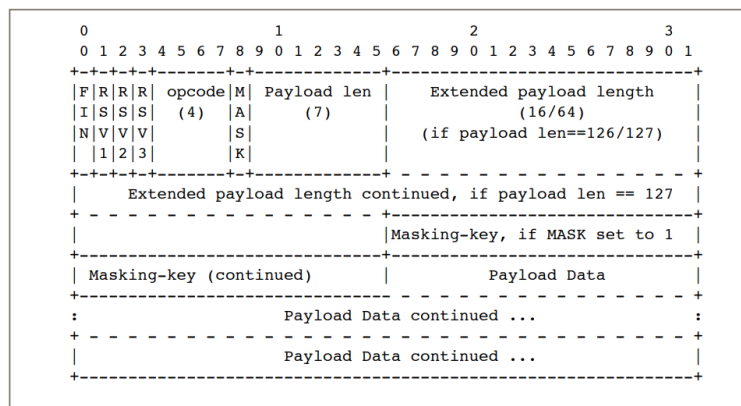 0                   1                   2                   3
0 1 2 3 4 5 6 7 8 9 0 1 2 3 4 5 6 7 8 9 0 1 2 3 4 5 6 7 8 9 0 1
+-+-+-+-+-------+-+-------------+-------------------------------+
|F|R|R|R| opcode|M| Payload len |    Extended payload length    |
|I|S|S|S|  (4)  |A|     (7)     |             (16/64)           |
|N|V|V|V|       |S|             |   (if payload len==126/127)   |
| |1|2|3|       |K|             |                               |
+-+-+-+-+-------+-+-------------+ - - - - - - - - - - - - - - - +
|     Extended payload length continued, if payload len == 127  |
+ - - - - - - - - - - - - - - - +-------------------------------+
|                               |Masking-key, if MASK set to 1  |
+-------------------------------+-------------------------------+
| Masking-key (continued)       |          Payload Data         |
+-------------------------------- - - - - - - - - - - - - - - - +
:                     Payload Data continued ...                :
+ - - - - - - - - - - - - - - - - - - - - - - - - - - - - - - - +
|                     Payload Data continued ...                |
+---------------------------------------------------------------+